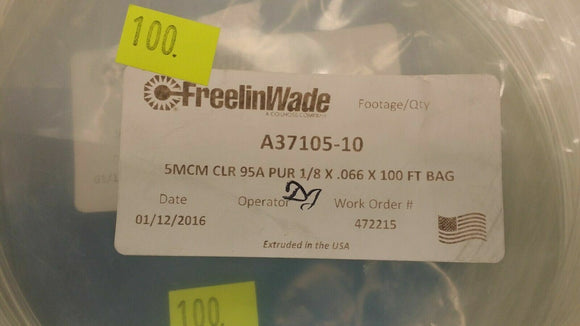 100.
FreelinWade
A COILHOSE COMPANY
Footage/Qty
A37105-10
5MCM CLR 95A PUR 1/8 X .066 X 100 FT BAG
Date Operator DJ Work Order #
01/12/2016 472215
Extruded in the USA
100.